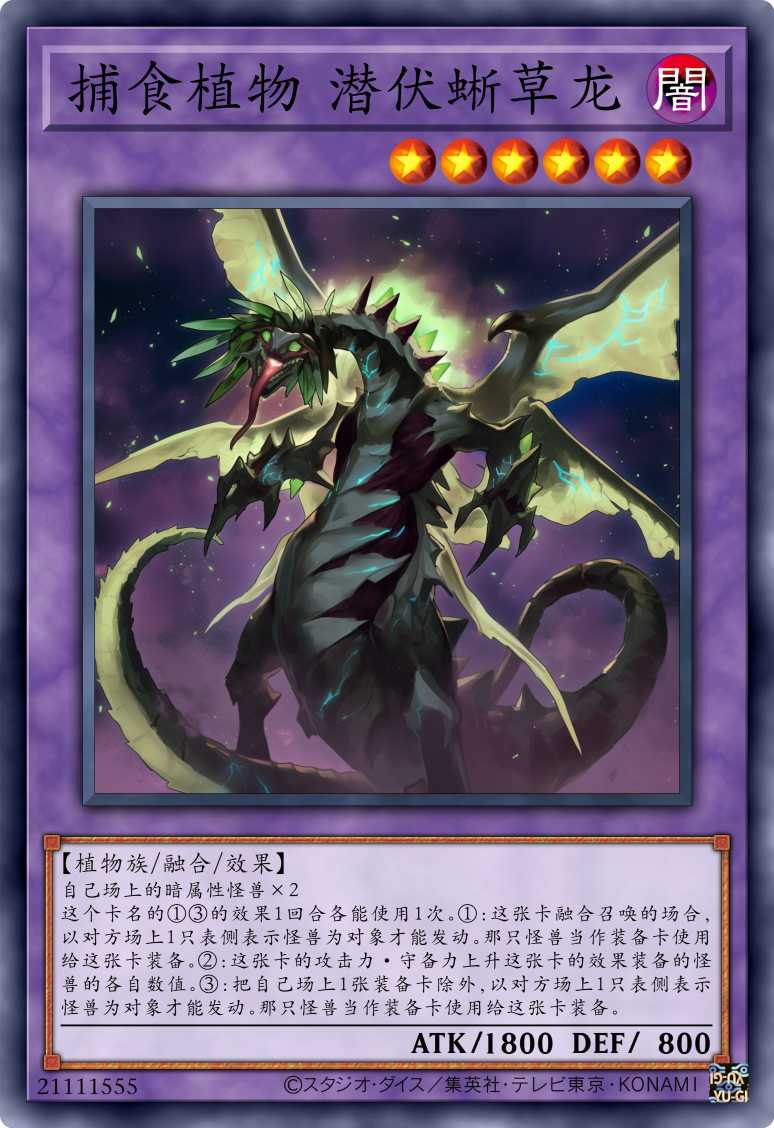 捕食植物 潜伏蜥草龙
闇
【植物族/融合/效果】
自己场上的暗属性怪兽×2
这个卡名的①③的效果1回合各能使用1次。①:这张卡融合召唤的场合,
以对方场上1只表侧表示怪兽为对象才能发动。那只怪兽当作装备卡使用
给这张卡装备。②:这张卡的攻击力·守备力上升这张卡的效果装备的怪
兽的各自数值。③:把自己场上1张装备卡除外,以对方场上1只表侧表示
怪兽为对象才能发动。那只怪兽当作装备卡使用给这张卡装备。
ATK/1800 DEF/ 800
21111555 ©スタジオ·ダイス/集英社·テレビ東京·KONAMI